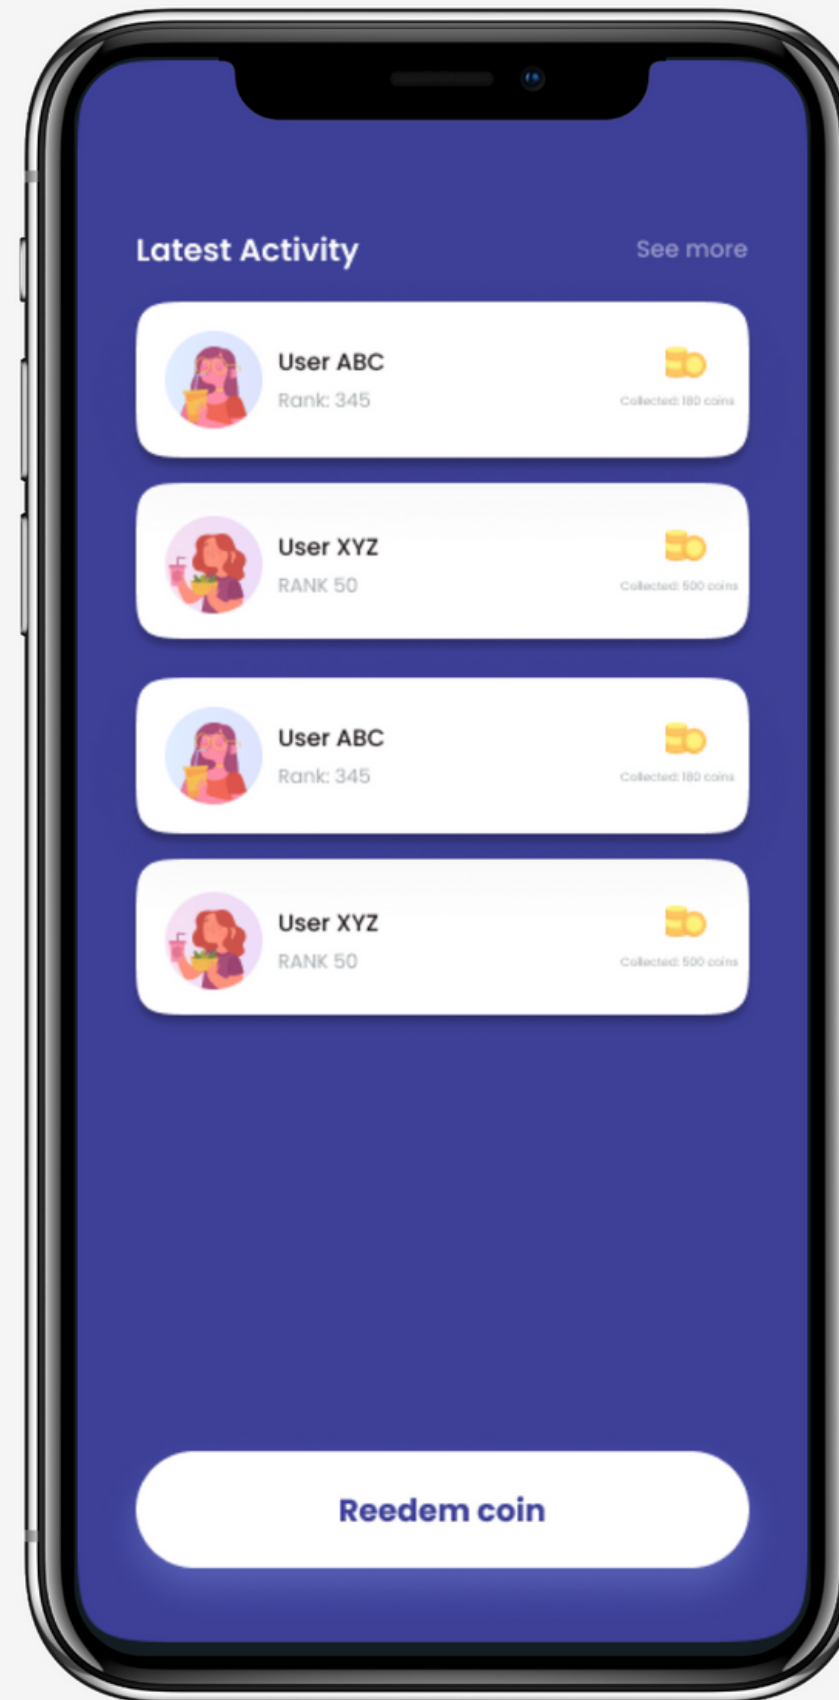 Latest Activity See more
User ABC
Rank: 345
Collected: 180 coins
User XYZ
RANK 50
Collected: 500 coins
User ABC
Rank: 345
Collected: 180 coins
User XYZ
RANK 50
Collected: 500 coins
Reedem coin